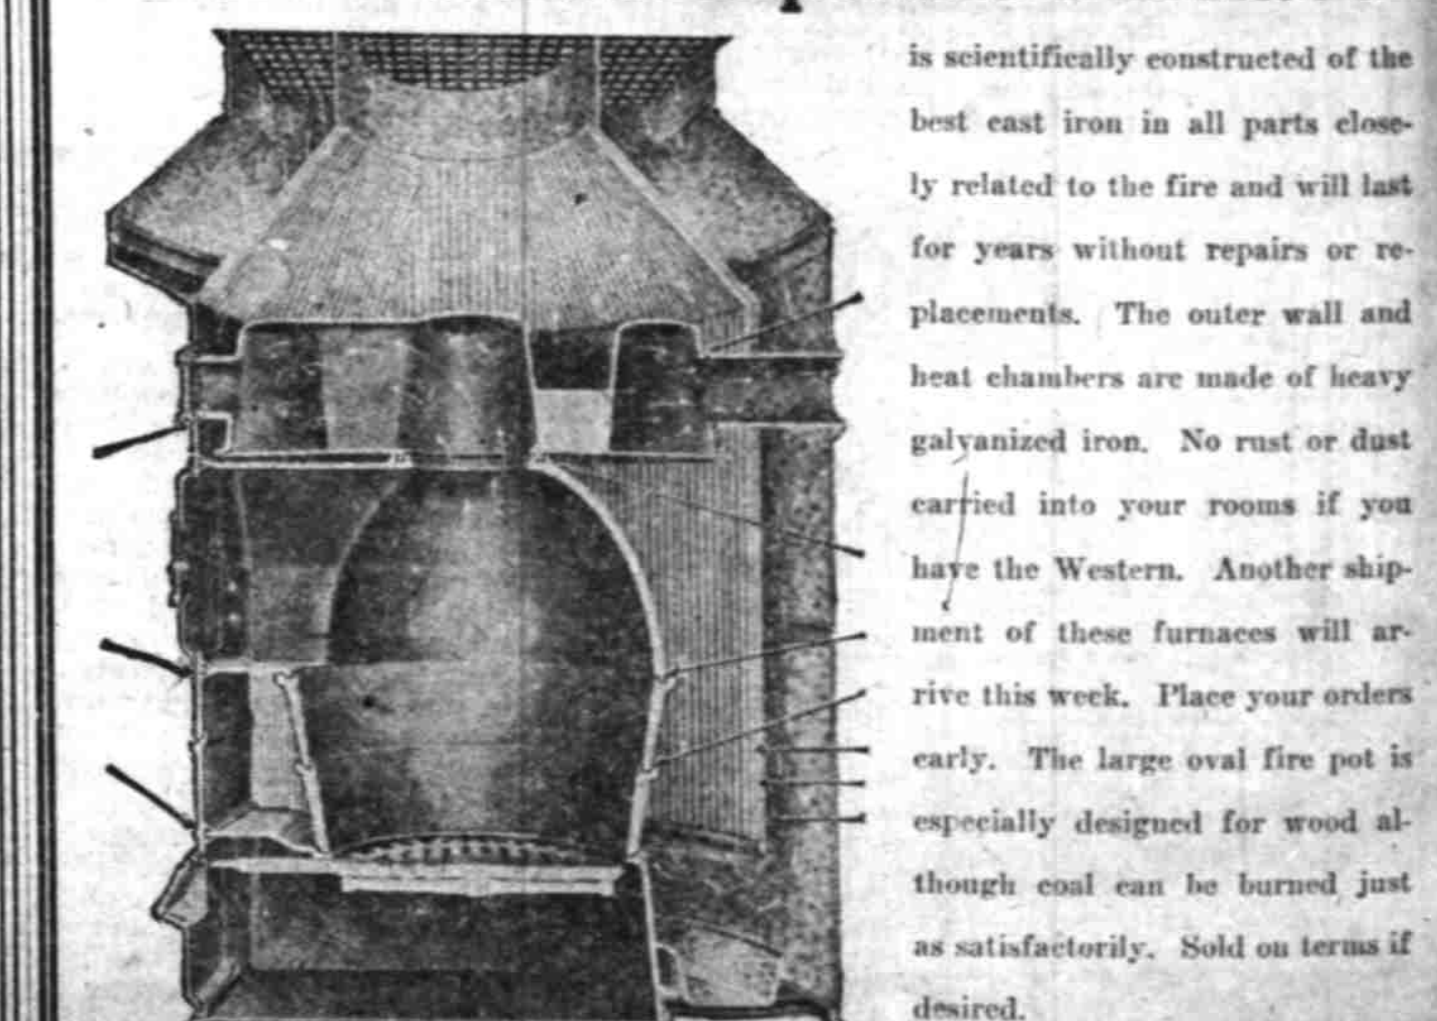 is scientifically constructed of the
best cast iron in all parts close-
ly related to the fire and will last
for years without repairs or re-
placements. The outer wall and
heat chambers are made of heavy
galvanized iron. No rust or dust
carried into your rooms if you
have the Western. Another ship-
ment of these furnaces will ar-
rive this week. Place your orders
early. The large oval fire pot is
especially designed for wood al-
though coal can be burned just
as satisfactorily. Sold on terms if
desired.